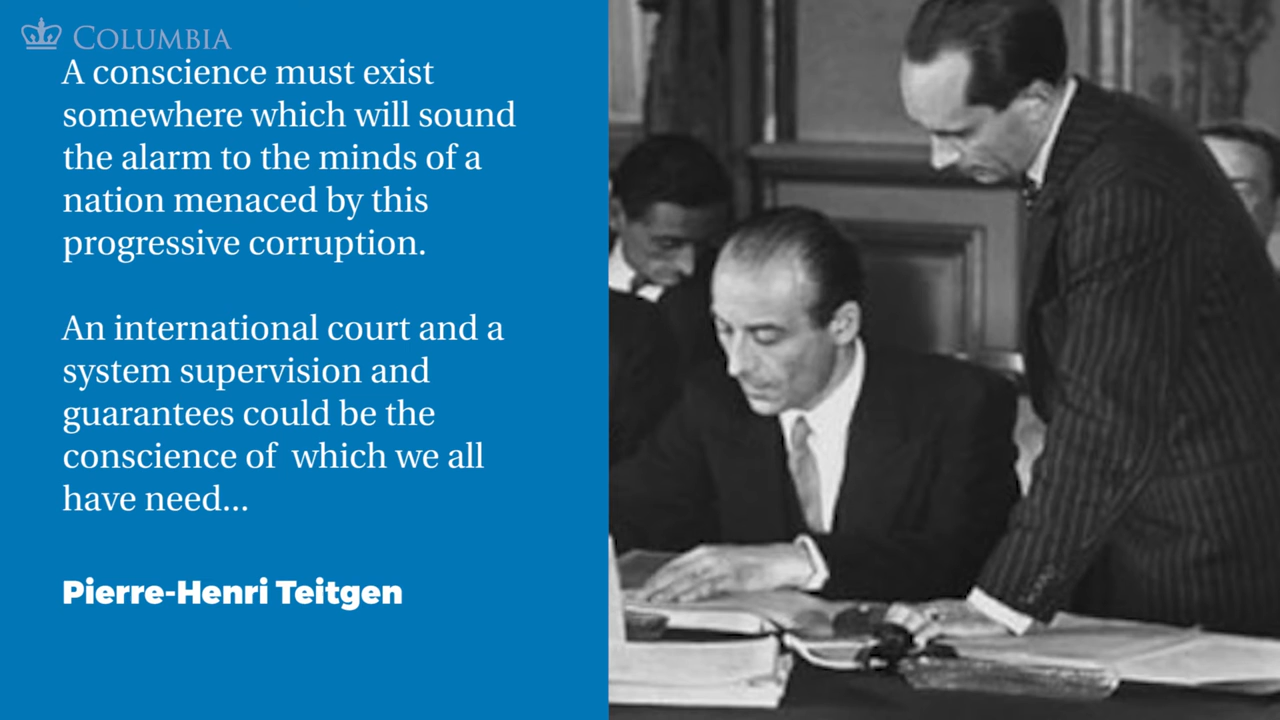 COLUMBIA
A conscience must exist
somewhere which will sound
the alarm to the minds of a
nation menaced by this
progressive corruption.
An international court and a
system supervision and
guarantees could be the
conscience of  which we all
have need...
Pierre-Henri Teitgen